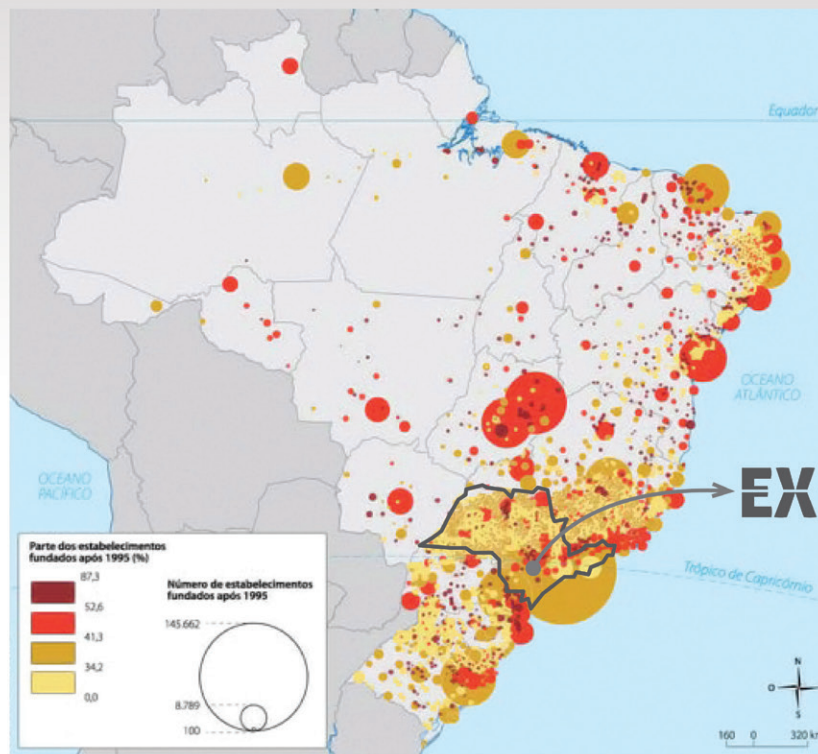 Equador
OCEANO
ATLÂNTICO
OCEANO
PACÍFICO
EX
Trópico de Capricórnio
Parte dos estabelecimentos
fundados após 1995 (%)
87,3
52,6
41,3
34,2
0,0
Número de estabelecimentos
fundados após 1995
145.662
8.789
100
N
O
S
160 0 320 km